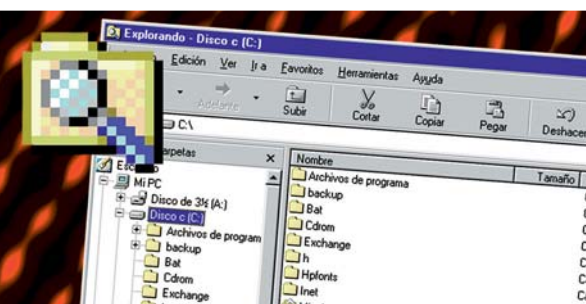 Explorando - Disco c (C:)
Edición Ver Ir a Favoritos Herramientas Ayuda
Adelante Subir Cortar Copiar Pegar Deshacer
C:\
Mi PC
Disco de 3½ (A:)
Disco c (C:)
Archivos de program
backup
Bat
Cdrom
Exchange
Nombre Tamaño
Archivos de programa
backup
Bat
Cdrom
Exchange
h
Hpfonts
Inet